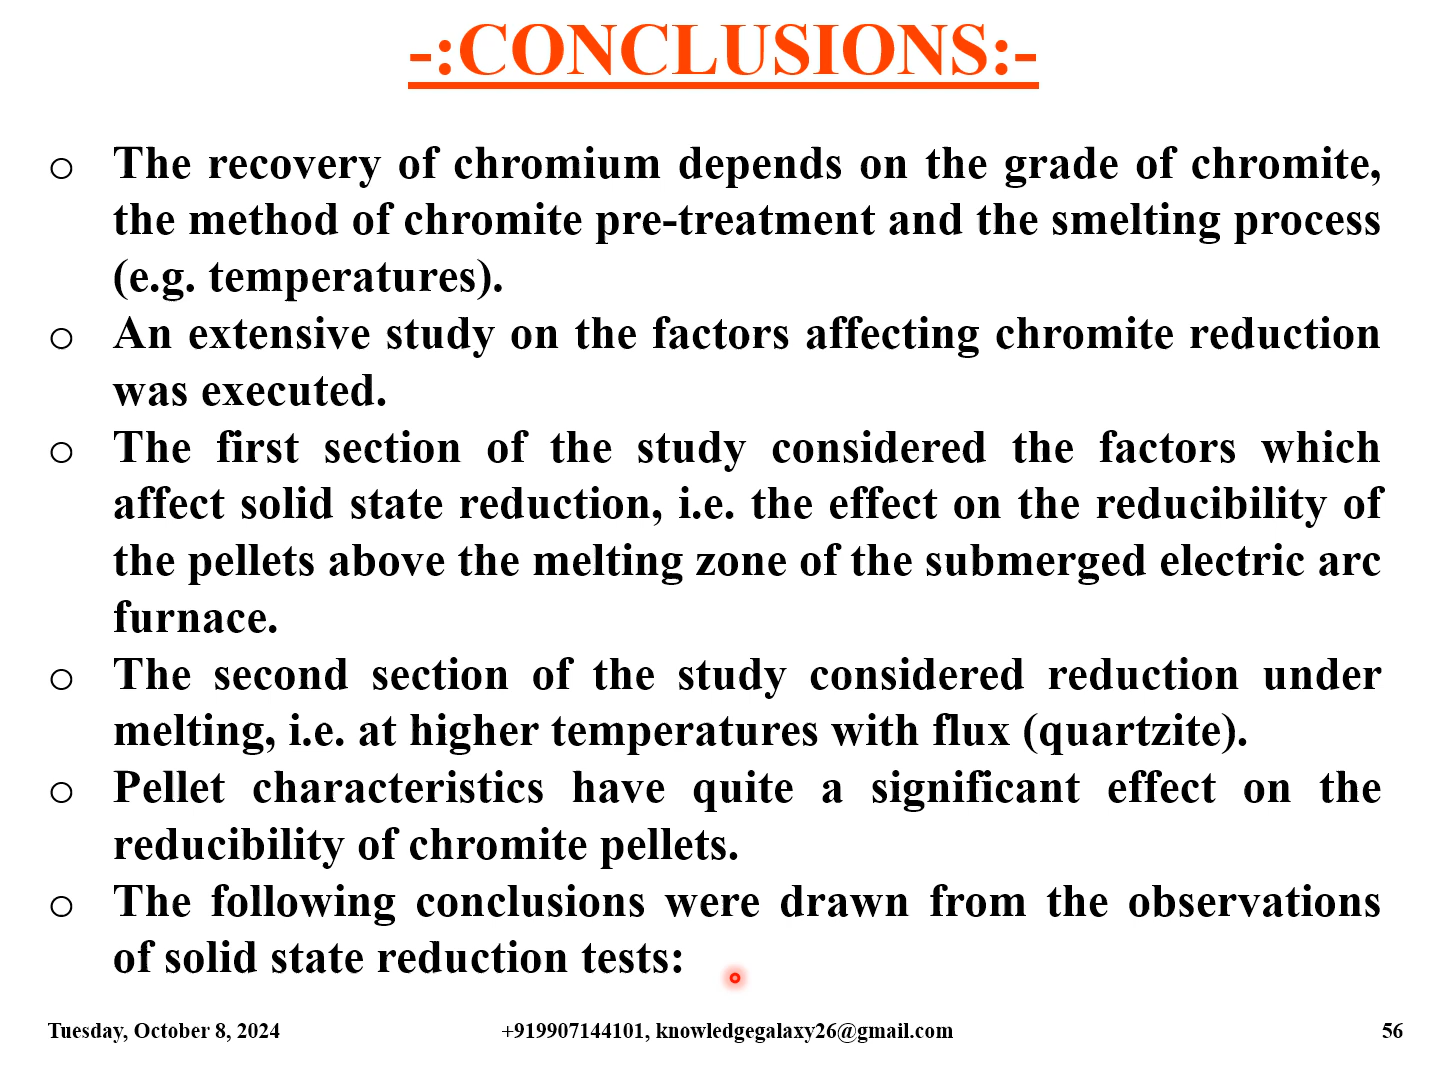 -:CONCLUSIONS:-
o The recovery of chromium depends on the grade of chromite,
the method of chromite pre-treatment and the smelting process
(e.g. temperatures).
o An extensive study on the factors affecting chromite reduction
was executed.
o The first section of the study considered the factors which
affect solid state reduction, i.e. the effect on the reducibility of
the pellets above the melting zone of the submerged electric arc
furnace.
o The second section of the study considered reduction under
melting, i.e. at higher temperatures with flux (quartzite).
o Pellet characteristics have quite a significant effect on the
reducibility of chromite pellets.
o The following conclusions were drawn from the observations
of solid state reduction tests:
Tuesday, October 8, 2024 +919907144101, knowledgegalaxy26@gmail.com 56